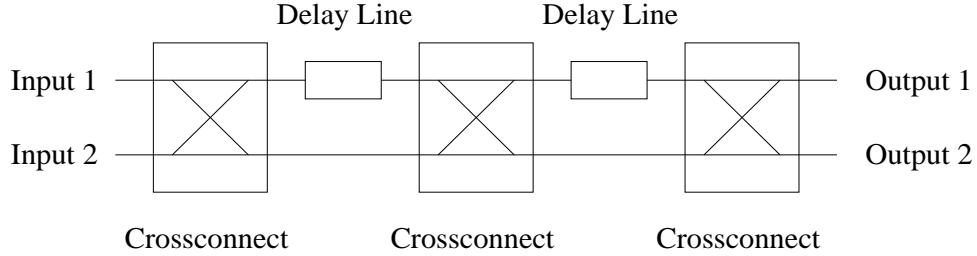 Delay Line
Delay Line
Input 1
Output 1
Input 2
Output 2
Crossconnect
Crossconnect
Crossconnect